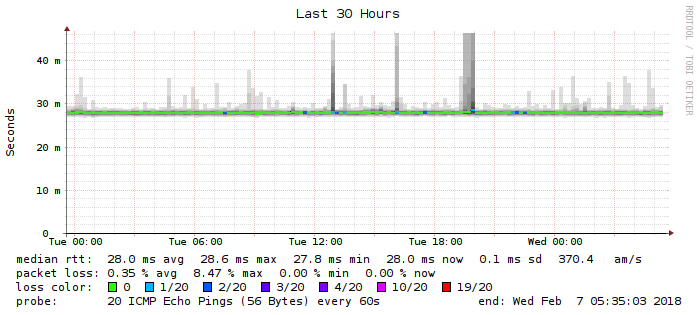 Last 30 Hours
RRDTOOL / TOBI OETIKER
Seconds
40 m
30 m
20 m
10 m
0
Tue 00:00 Tue 06:00 Tue 12:00 Tue 18:00 Wed 00:00
median rtt: 28.0 ms avg 28.6 ms max 27.8 ms min 28.0 ms now 0.1 ms sd 370.4 am/s
packet loss: 0.35 % avg 8.47 % max 0.00 % min 0.00 % now
loss color: 0 1/20 2/20 3/20 4/20 10/20 19/20
probe: 20 ICMP Echo Pings (56 Bytes) every 60s end: Wed Feb 7 05:35:03 2018